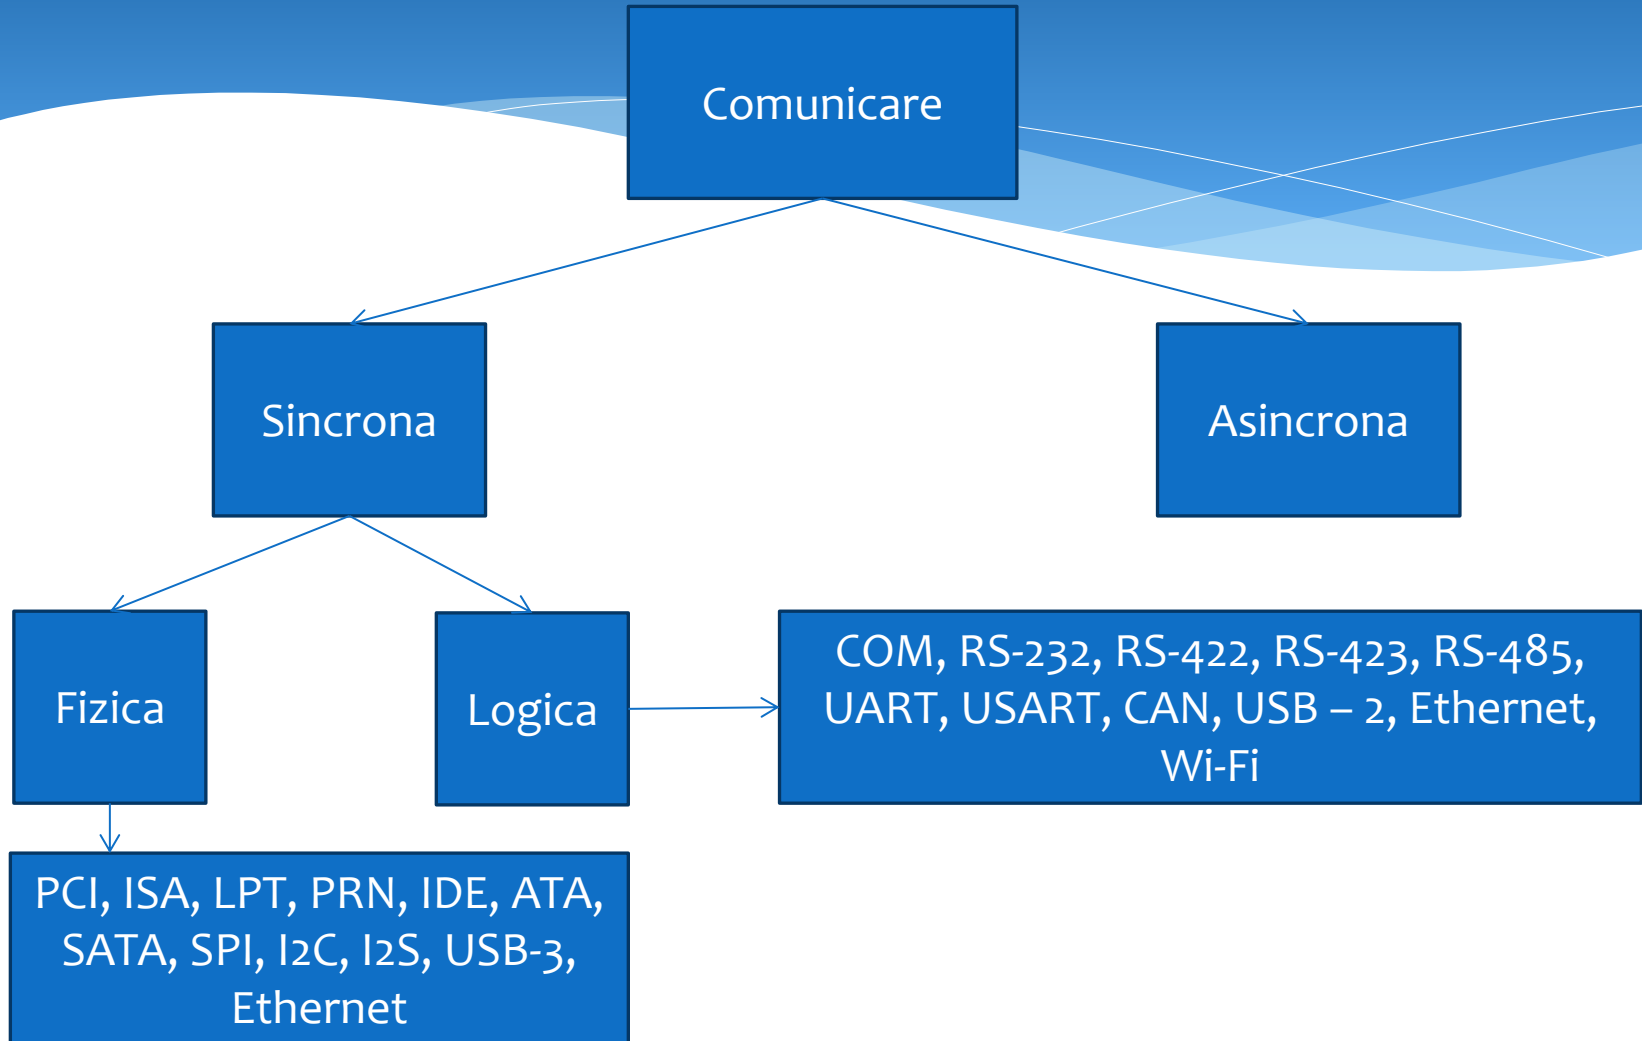 Comunicare
Sincrona
Asincrona
Fizica
Logica
COM, RS-232, RS-422, RS-423, RS-485,
UART, USART, CAN, USB – 2, Ethernet,
Wi-Fi
PCI, ISA, LPT, PRN, IDE, ATA,
SATA, SPI, I2C, I2S, USB-3,
Ethernet